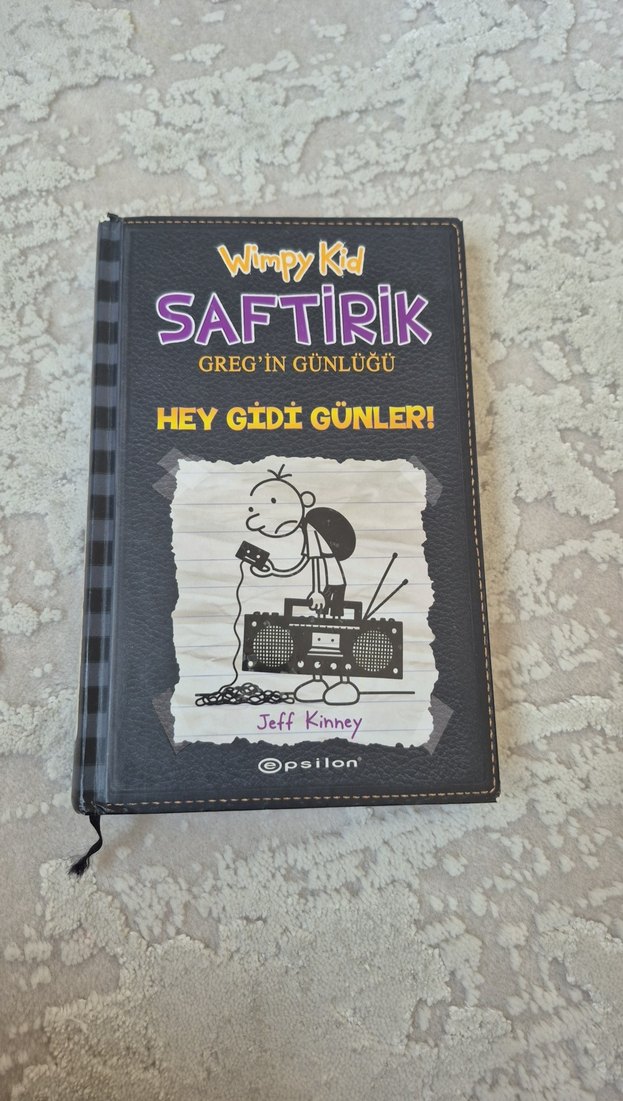 Wimpy Kid
SAFTİRİK
GREG'İN GÜNLÜĞÜ
HEY GİDİ GÜNLER!
Jeff Kinney
epsilon